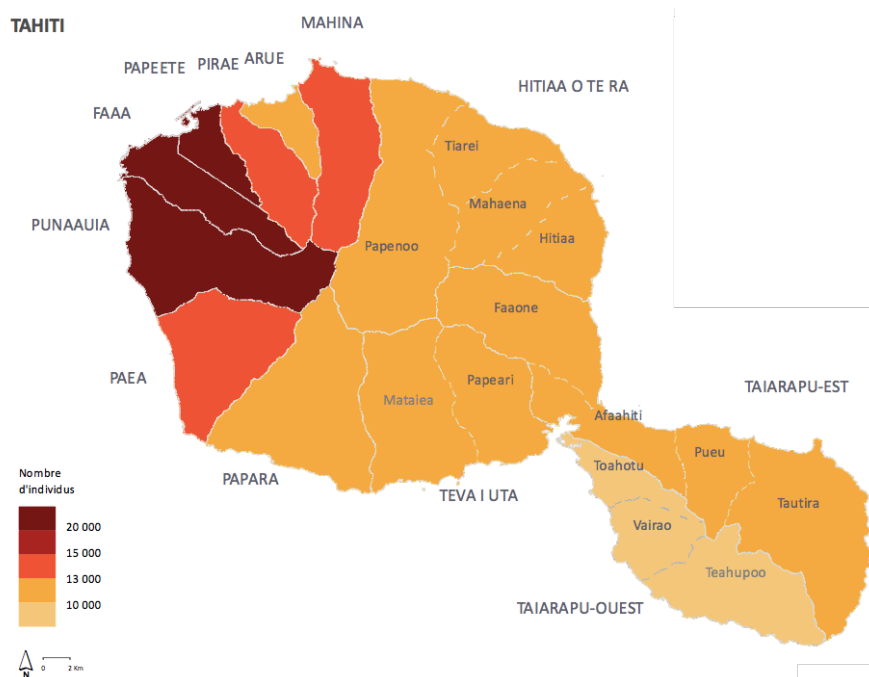 TAHITI
MAHINA
ARUE
PIRAE
PAPEETE
HITIAA O TE RA
FAAA
Tiarei
Mahaena
PUNAAUIA
Hitiaa
Papenoo
Faaone
PAEA
Papeari
TAIARAPU-EST
Mataiea
Afaahiti
Pueu
Toahotu
PAPARA
TEVA I UTA
Tautira
Vairao
Teahupoo
TAIARAPU-OUEST
Nombre
d'individus
20 000
15 000
13 000
10 000
N
0 2 Km